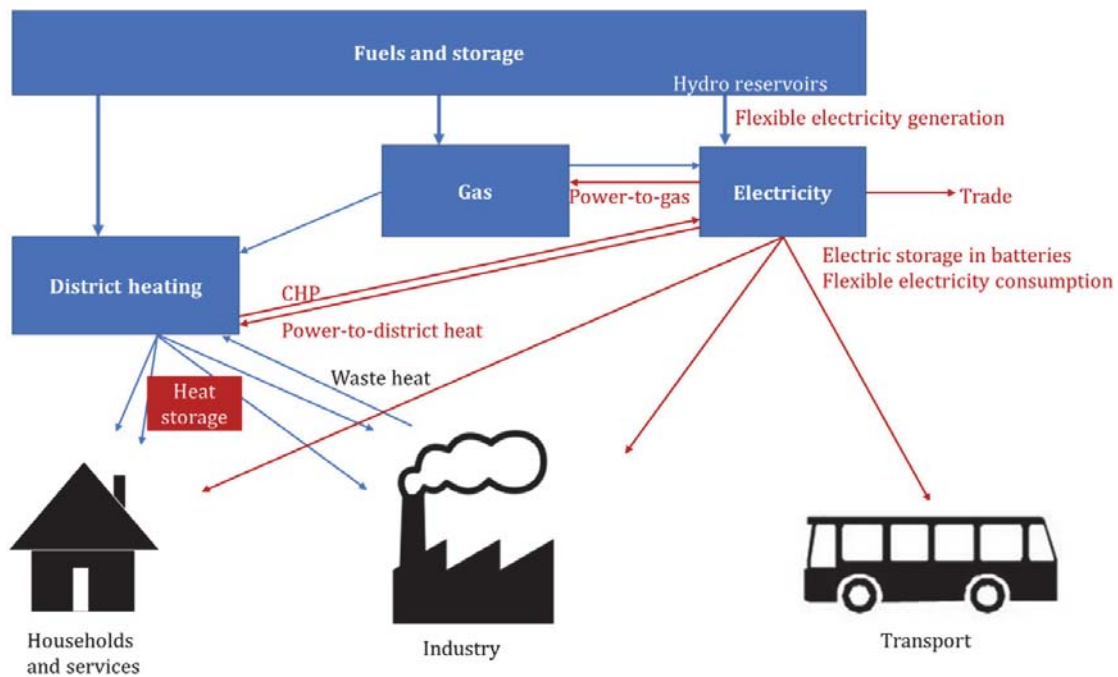 Fuels and storage
Hydro reservoirs
Flexible electricity generation
Gas
Electricity
Power-to-gas
Trade
District heating
Electric storage in batteries
Flexible electricity consumption
CHP
Power-to-district heat
Waste heat
Heat
storage
Households
and services
Industry
Transport